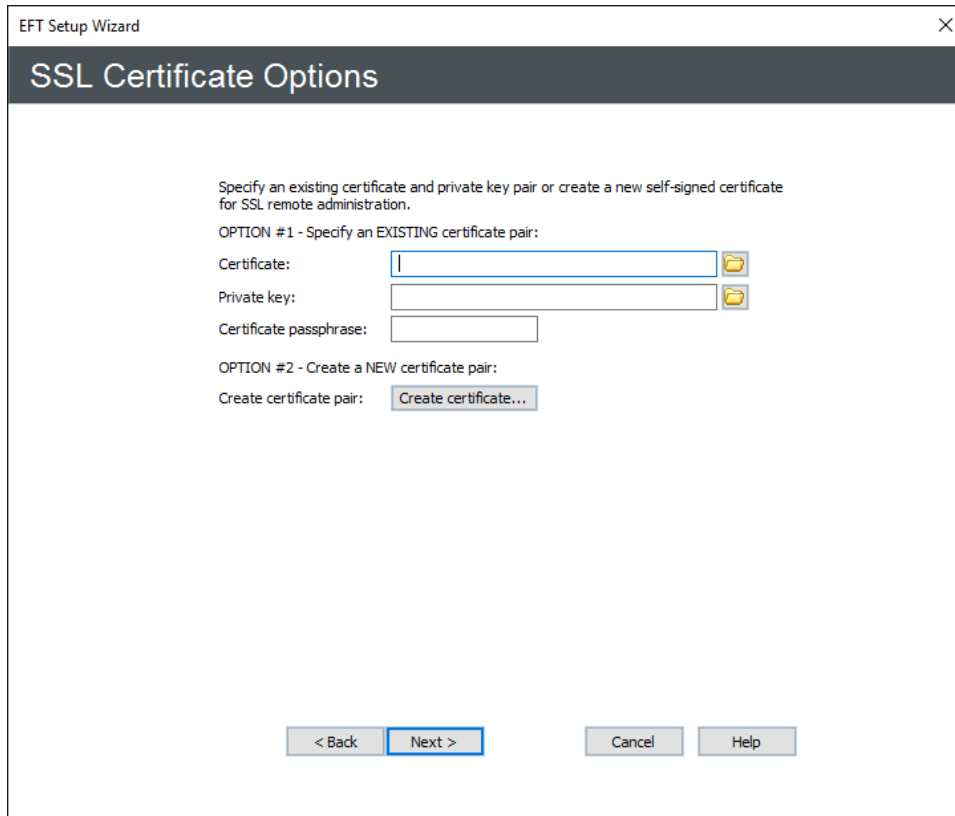 EFT Setup Wizard
SSL Certificate Options
Specify an existing certificate and private key pair or create a new self-signed certificate
for SSL remote administration.
OPTION #1 - Specify an EXISTING certificate pair:
Certificate:
Private key:
Certificate passphrase:
OPTION #2 - Create a NEW certificate pair:
Create certificate pair: Create certificate...
< Back Next > Cancel Help